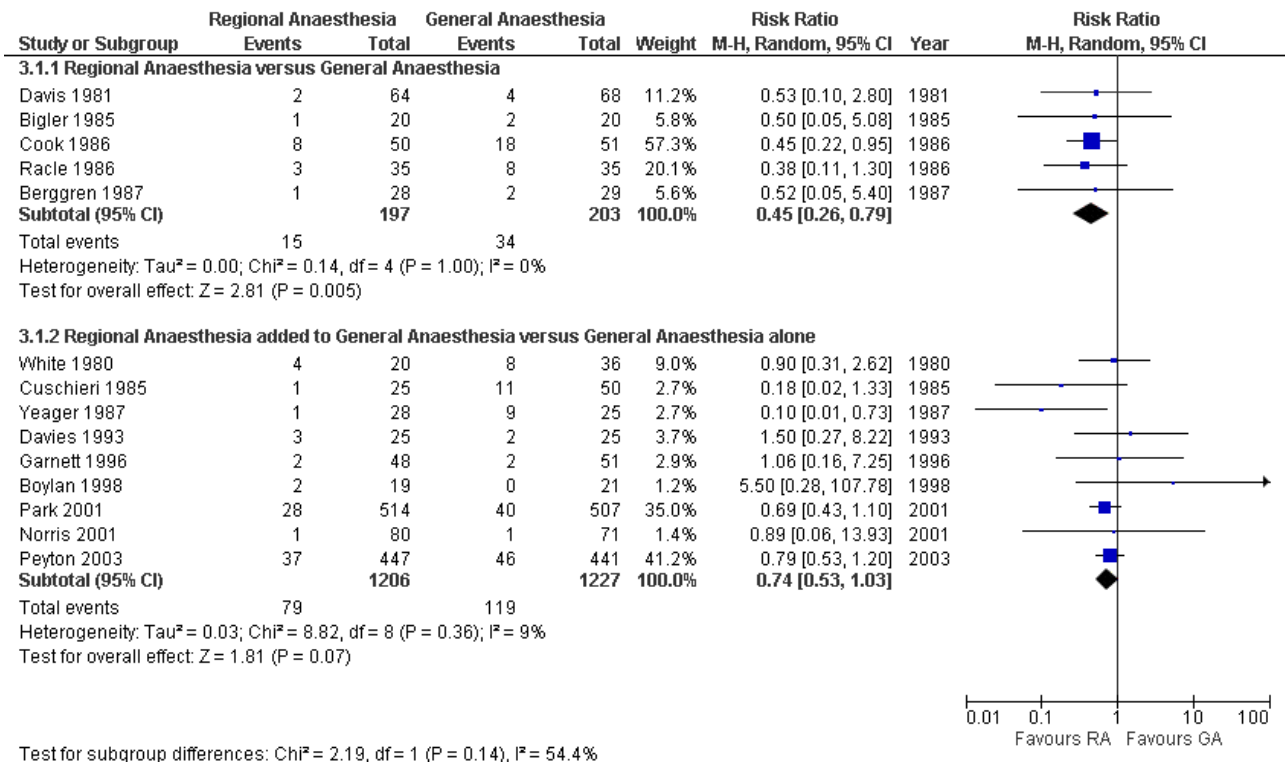 Regional Anaesthesia General Anaesthesia Risk Ratio Risk Ratio
Study or Subgroup Events Total Events Total Weight M-H, Random, 95% CI Year M-H, Random, 95% CI
3.1.1 Regional Anaesthesia versus General Anaesthesia
Davis 1981 2 64 4 68 11.2% 0.53 [0.10, 2.80] 1981
Bigler 1985 1 20 2 20 5.8% 0.50 [0.05, 5.08] 1985
Cook 1986 8 50 18 51 57.3% 0.45 [0.22, 0.95] 1986
Racle 1986 3 35 8 35 20.1% 0.38 [0.11, 1.30] 1986
Berggren 1987 1 28 2 29 5.6% 0.52 [0.05, 5.40] 1987
Subtotal (95% CI) 197 203 100.0% 0.45 [0.26, 0.79]
Total events 15 34
Heterogeneity: Tau² = 0.00; Chi² = 0.14, df = 4 (P = 1.00); I² = 0%
Test for overall effect: Z = 2.81 (P = 0.005)
3.1.2 Regional Anaesthesia added to General Anaesthesia versus General Anaesthesia alone
White 1980 4 20 8 36 9.0% 0.90 [0.31, 2.62] 1980
Cuschieri 1985 1 25 11 50 2.7% 0.18 [0.02, 1.33] 1985
Yeager 1987 1 28 9 25 2.7% 0.10 [0.01, 0.73] 1987
Davies 1993 3 25 2 25 3.7% 1.50 [0.27, 8.22] 1993
Garnett 1996 2 48 2 51 2.9% 1.06 [0.16, 7.25] 1996
Boylan 1998 2 19 0 21 1.2% 5.50 [0.28, 107.78] 1998
Park 2001 28 514 40 507 35.0% 0.69 [0.43, 1.10] 2001
Norris 2001 1 80 1 71 1.4% 0.89 [0.06, 13.93] 2001
Peyton 2003 37 447 46 441 41.2% 0.79 [0.53, 1.20] 2003
Subtotal (95% CI) 1206 1227 100.0% 0.74 [0.53, 1.03]
Total events 79 119
Heterogeneity: Tau² = 0.03; Chi² = 8.82, df = 8 (P = 0.36); I² = 9%
Test for overall effect: Z = 1.81 (P = 0.07)
0.01 0.1 1 10 100
Favours RA Favours GA
Test for subgroup differences: Chi² = 2.19, df = 1 (P = 0.14), I² = 54.4%